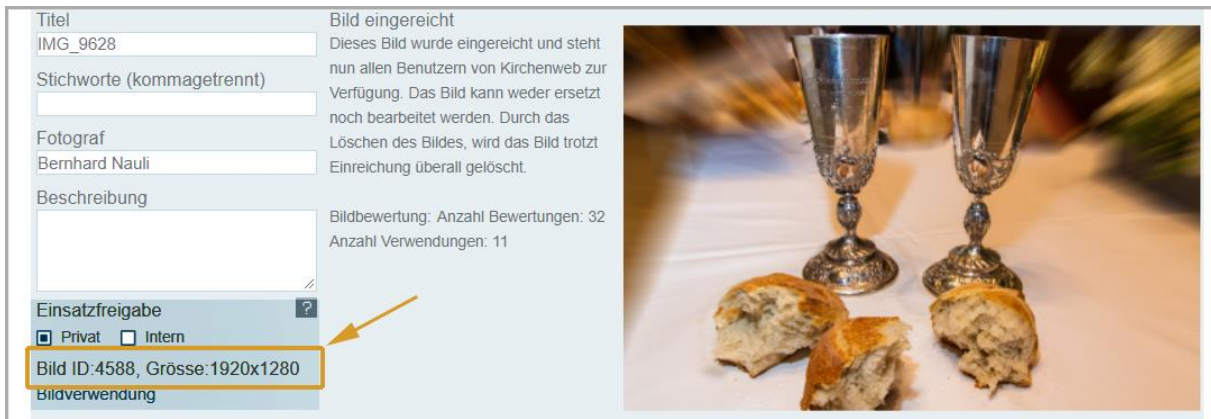 Titel
IMG_9628
Stichworte (kommagetrennt)
Fotograf
Bernhard Nauli
Beschreibung
Einsatzfreigabe ?
Privat Intern
Bild ID:4588, Grösse:1920x1280
Bildverwendung
Bild eingereicht
Dieses Bild wurde eingereicht und steht
nun allen Benutzern von Kirchenweb zur
Verfügung. Das Bild kann weder ersetzt
noch bearbeitet werden. Durch das
Löschen des Bildes, wird das Bild trotzt
Einreichung überall gelöscht.
Bildbewertung: Anzahl Bewertungen: 32
Anzahl Verwendungen: 11